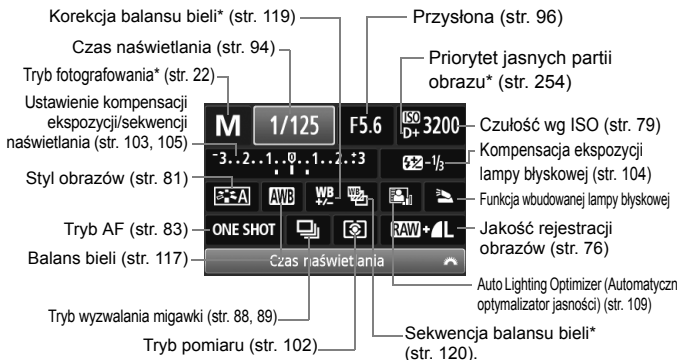 Korekcja balansu bieli* (str. 119)
Przysłona (str. 96)
Czas naświetlania (str. 94)
Priorytet jasnych partii
obrazu* (str. 254)
Tryb fotografowania* (str. 22)
Ustawienie kompensacji
ekspozycji/sekwencji
naświetlania (str. 103, 105)
M 1/125 F5.6 ISO D+ 3200
Czułość wg ISO (str. 79)
-3..2..1..0..1..2.+3 -1/3
Kompensacja ekspozycji
lampy błyskowej (str. 104)
Styl obrazów (str. 81)
A AWB WB +/- WB
Funkcja wbudowanej lampy błyskowej
Tryb AF (str. 83)
ONE SHOT RAW+L
Jakość rejestracji
obrazów (str. 76)
Balans bieli (str. 117)
Czas naświetlania
Auto Lighting Optimizer (Automatyczn
optymalizator jasności) (str. 109)
Tryb wyzwalania migawki (str. 88, 89)
Tryb pomiaru (str. 102)
Sekwencja balansu bieli*
(str. 120).